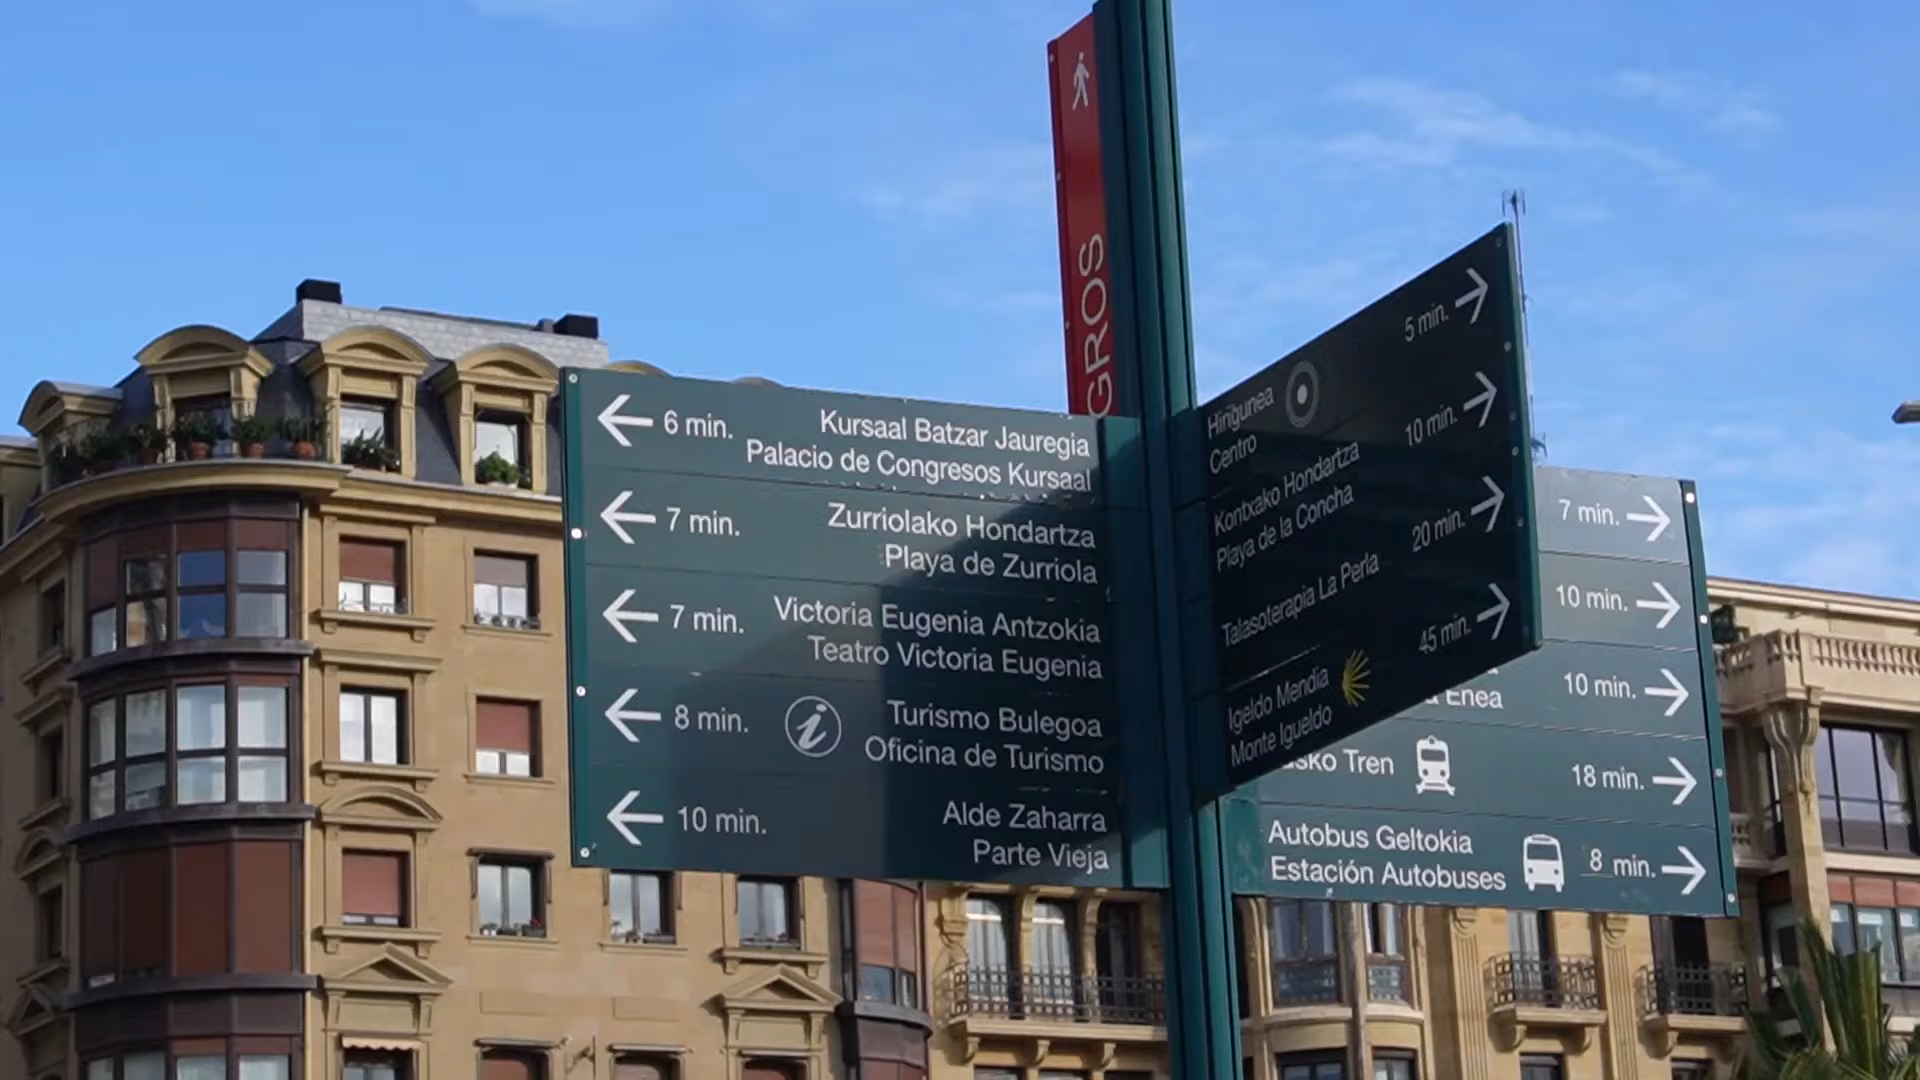 GROS
6 min. Kursaal Batzar Jauregia
Palacio de Congresos Kursaal
7 min. Zurriolako Hondartza
Playa de Zurriola
7 min. Victoria Eugenia Antzokia
Teatro Victoria Eugenia
8 min. i Turismo Bulegoa
Oficina de Turismo
10 min. Alde Zaharra
Parte Vieja
Hirigunea 5 min.
Centro
Kontxako Hondartza 10 min.
Playa de la Concha
Talasoterapia La Perla 20 min.
Igeldo Mendia 45 min.
Monte Igueldo
7 min.
10 min.
Enea 10 min.
Tren 18 min.
Autobus Geltokia
Estación Autobuses 8 min.